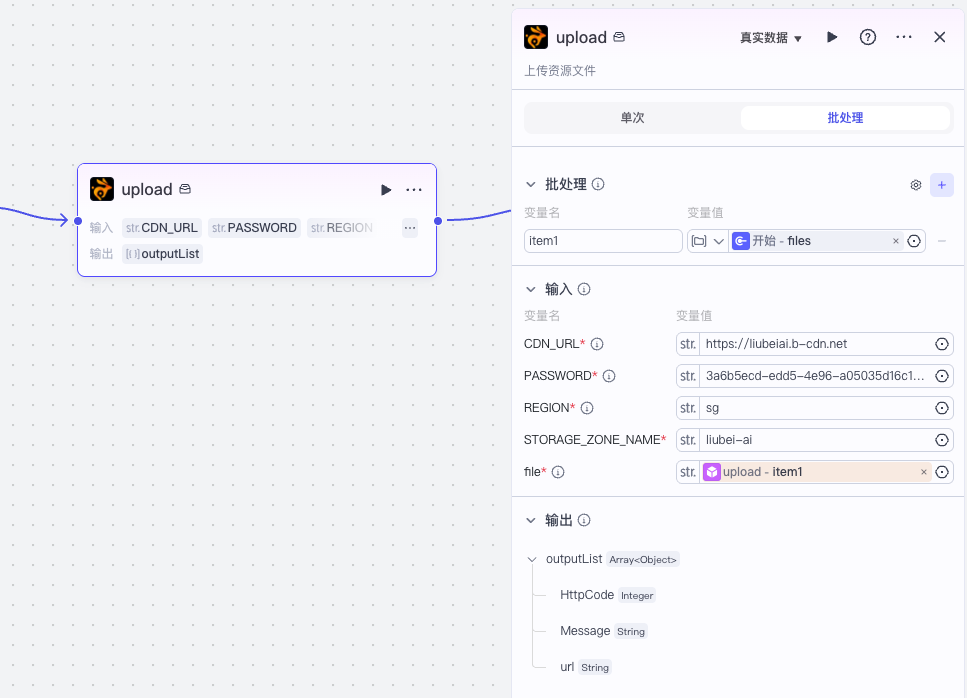 upload
输入 str. CDN_URL str. PASSWORD str. REGION ...
输出 [()] outputList
upload 真实数据
上传资源文件
单次 批处理
批处理
变量名 变量值
item1 开始 - files ×
输入
变量名 变量值
CDN_URL* str. https://liubeiai.b-cdn.net
PASSWORD* str. 3a6b5ecd-edd5-4e96-a05035d16c1...
REGION* str. sg
STORAGE_ZONE_NAME* str. liubei-ai
file* str. upload - item1 ×
输出
outputList Array<Object>
HttpCode Integer
Message String
url String